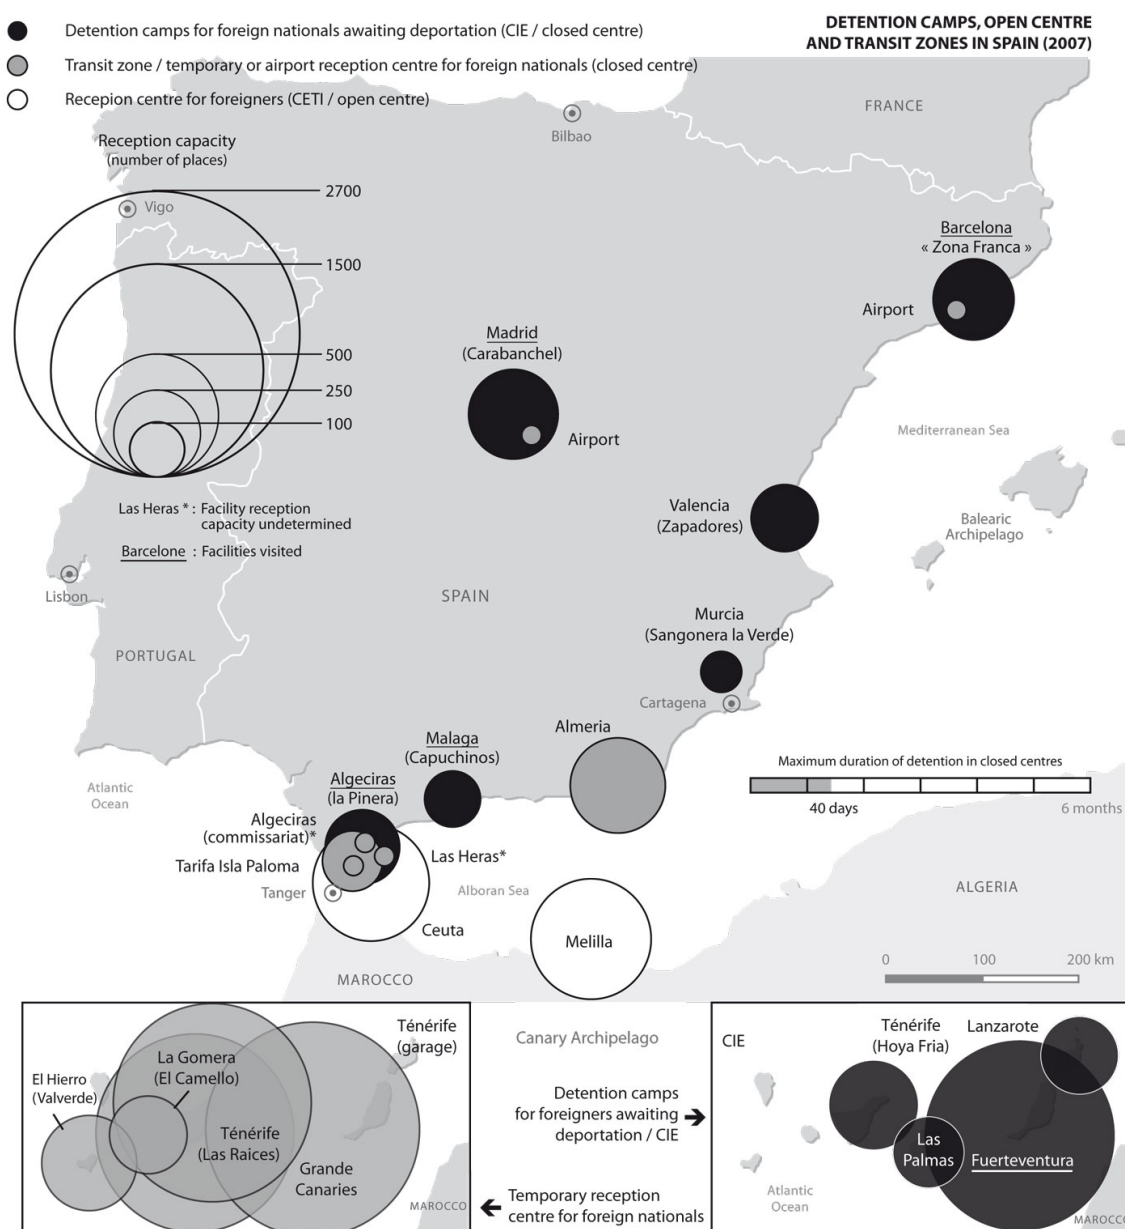 DETENTION CAMPS, OPEN CENTRE
AND TRANSIT ZONES IN SPAIN (2007)
Detention camps for foreign nationals awaiting deportation (CIE / closed centre)
Transit zone / temporary or airport reception centre for foreign nationals (closed centre)
Recepion centre for foreigners (CETI / open centre)
Reception capacity
(number of places)
2700
1500
500
250
100
Las Heras * : Facility reception
capacity undetermined
Barcelone : Facilities visited
Vigo
Bilbao
FRANCE
Barcelona
« Zona Franca »
Airport
Madrid
(Carabanchel)
Airport
Mediterranean Sea
Valencia
(Zapadores)
Balearic
Archipelago
Lisbon
SPAIN
PORTUGAL
Murcia
(Sangonera la Verde)
Cartagena
Almeria
Malaga
(Capuchinos)
Algeciras
(la Pinera)
Algeciras
(commissariat)*
Tarifa Isla Paloma
Tanger
Las Heras*
Alboran Sea
Ceuta
Melilla
Atlantic
Ocean
Maximum duration of detention in closed centres
40 days
6 months
ALGERIA
MAROCCO
0
100
200 km
Ténérife
(garage)
La Gomera
(El Camello)
El Hierro
(Valverde)
Ténérife
(Las Raices)
Grande
Canaries
MAROCCO
Canary Archipelago
Detention camps
for foreigners awaiting
deportation / CIE
Temporary reception
centre for foreign nationals
CIE
Ténérife
(Hoya Fria)
Lanzarote
Las
Palmas
Fuerteventura
Atlantic
Ocean
MAROCCO